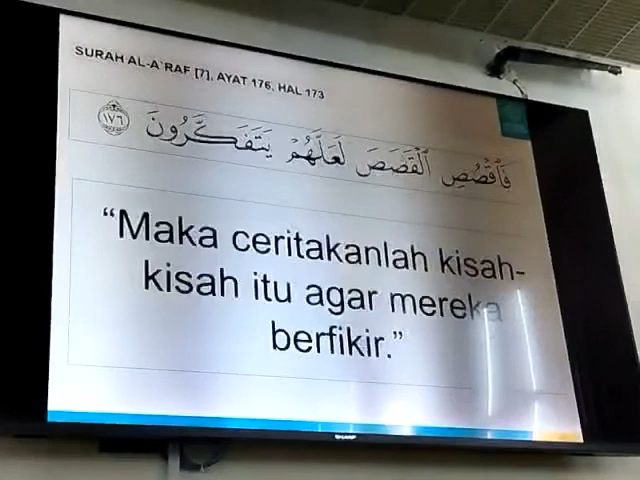 SURAH AL-A`RAF [7], AYAT 176, HAL 173
فَٱقْصُصِ ٱلْقَصَصَ لَعَلَّهُمْ يَتَفَكَّرُونَ ١٧٦
“Maka ceritakanlah kisah-
kisah itu agar mereka
berfikir.”
SHARP